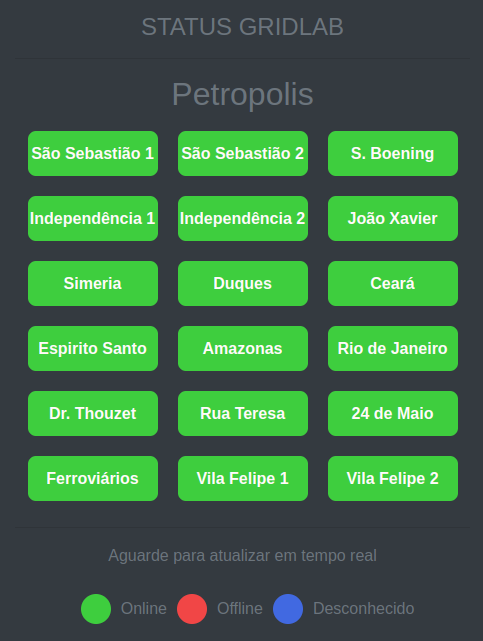 STATUS GRIDLAB
Petropolis
São Sebastião 1 São Sebastião 2 S. Boening
Independência 1 Independência 2 João Xavier
Simeria Duques Ceará
Espirito Santo Amazonas Rio de Janeiro
Dr. Thouzet Rua Teresa 24 de Maio
Ferroviários Vila Felipe 1 Vila Felipe 2
Aguarde para atualizar em tempo real
Online Offline Desconhecido